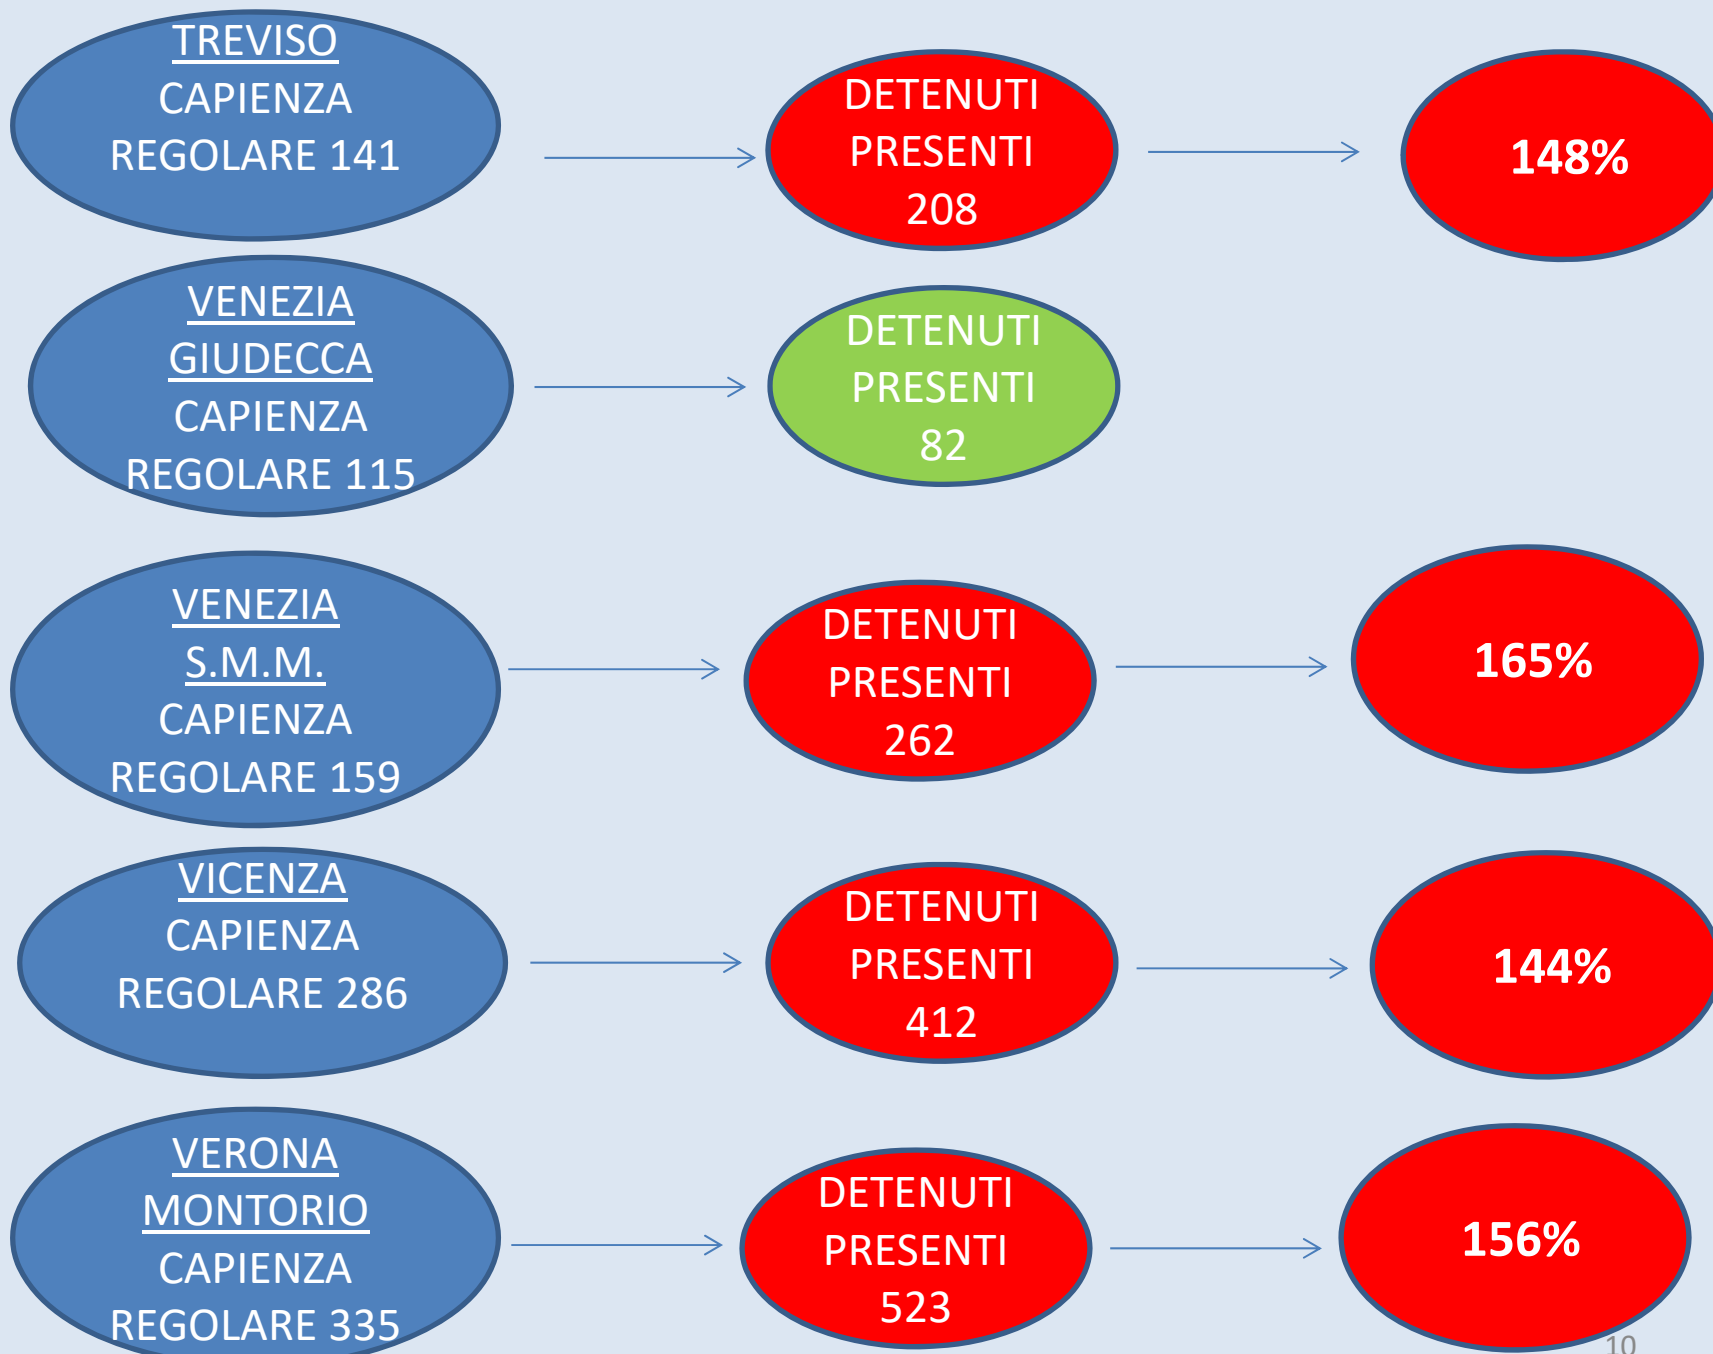 TREVISO
CAPIENZA
REGOLARE 141
DETENUTI
PRESENTI
208
148%
VENEZIA
GIUDECCA
CAPIENZA
REGOLARE 115
DETENUTI
PRESENTI
82
VENEZIA
S.M.M.
CAPIENZA
REGOLARE 159
DETENUTI
PRESENTI
262
165%
VICENZA
CAPIENZA
REGOLARE 286
DETENUTI
PRESENTI
412
144%
VERONA
MONTORIO
CAPIENZA
REGOLARE 335
DETENUTI
PRESENTI
523
156%
10